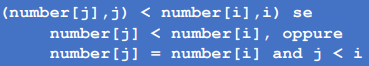 (number[j],j) < number[i],i) se
number[j] < number[i], oppure
number[j] = number[i] and j < i